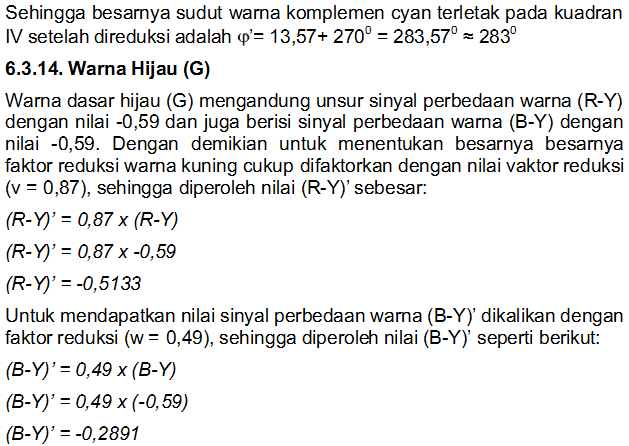 Sehingga besarnya sudut warna komplemen cyan terletak pada kuadran
IV setelah direduksi adalah φ'= 13,57+ 270⁰ = 283,57⁰ ≈ 283⁰
6.3.14. Warna Hijau (G)
Warna dasar hijau (G) mengandung unsur sinyal perbedaan warna (R-Y)
dengan nilai -0,59 dan juga berisi sinyal perbedaan warna (B-Y) dengan
nilai -0,59. Dengan demikian untuk menentukan besarnya besarnya
faktor reduksi warna kuning cukup difaktorkan dengan nilai vaktor reduksi
(v = 0,87), sehingga diperoleh nilai (R-Y)' sebesar:
(R-Y)' = 0,87 x (R-Y)
(R-Y)' = 0,87 x -0,59
(R-Y)' = -0,5133
Untuk mendapatkan nilai sinyal perbedaan warna (B-Y)' dikalikan dengan
faktor reduksi (w = 0,49), sehingga diperoleh nilai (B-Y)' seperti berikut:
(B-Y)' = 0,49 x (B-Y)
(B-Y)' = 0,49 x (-0,59)
(B-Y)' = -0,2891